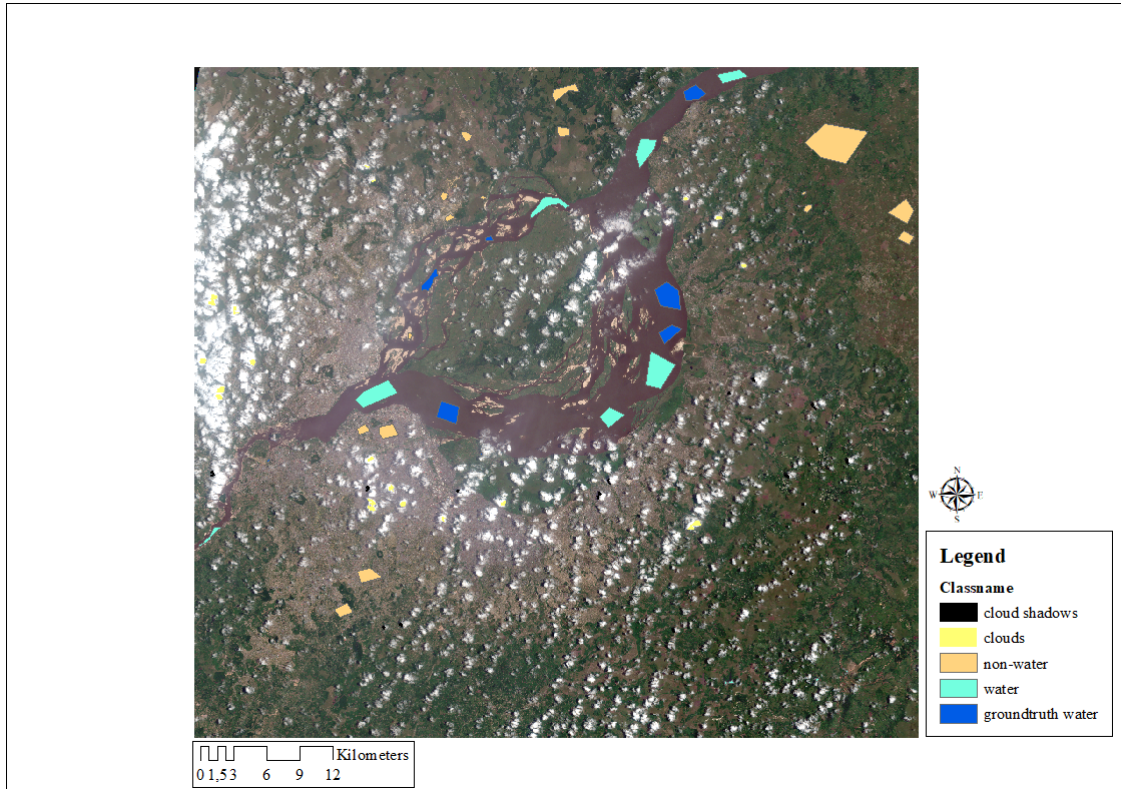 N
W E
S
Legend
Classname
cloud shadows
clouds
non-water
water
groundtruth water
Kilometers
0 1,5 3 6 9 12